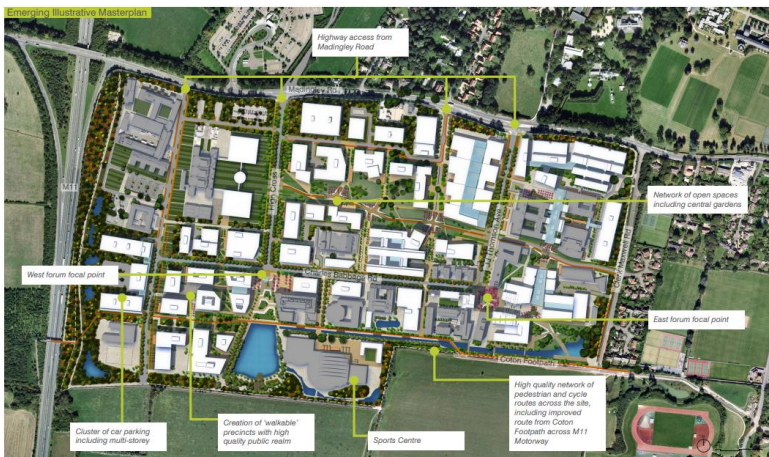 Emerging Illustrative Masterplan
Highway access from
Madingley Road
Madingley Rd
M11
High Cross
Network of open spaces
including central gardens
JJ Thomson Ave
Clerk Maxwell Rd
West forum focal point
Charles Babbage Rd
East forum focal point
Coton Footpath
High quality network of
pedestrian and cycle
routes across the site,
including improved
route from Coton
Footpath across M11
Motorway
Cluster of car parking
including multi-storey
Creation of 'walkable'
precincts with high
quality public realm
Sports Centre